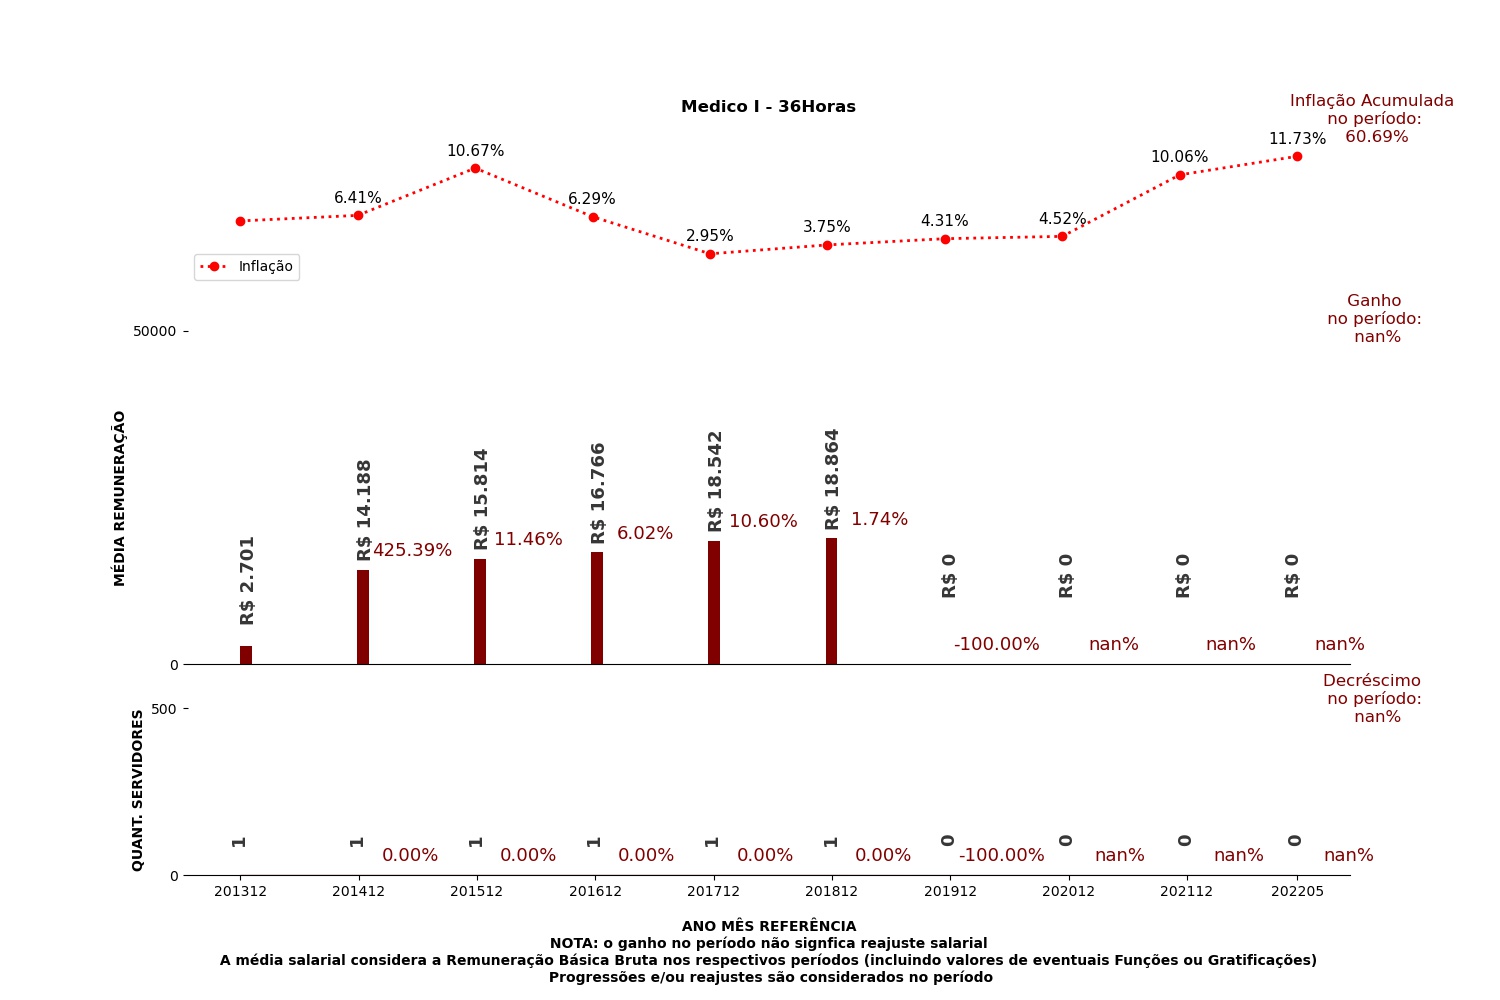 Medico I - 36Horas
Inflação Acumulada
no período:
60.69%
6.41%
10.67%
6.29%
2.95%
3.75%
4.31%
4.52%
10.06%
11.73%
Inflação
Ganho
no período:
nan%
50000
0
MÉDIA REMUNERAÇÃO
R$ 2.701
R$ 14.188
R$ 15.814
R$ 16.766
R$ 18.542
R$ 18.864
R$ 0
R$ 0
R$ 0
R$ 0
425.39%
11.46%
6.02%
10.60%
1.74%
-100.00%
nan%
nan%
nan%
Decréscimo
no período:
nan%
500
0
QUANT. SERVIDORES
1
1
1
1
1
1
0
0
0
0
0.00%
0.00%
0.00%
0.00%
0.00%
-100.00%
nan%
nan%
nan%
201312
201412
201512
201612
201712
201812
201912
202012
202112
202205
ANO MÊS REFERÊNCIA
NOTA: o ganho no período não signfica reajuste salarial
A média salarial considera a Remuneração Básica Bruta nos respectivos períodos (incluindo valores de eventuais Funções ou Gratificações)
Progressões e/ou reajustes são considerados no período